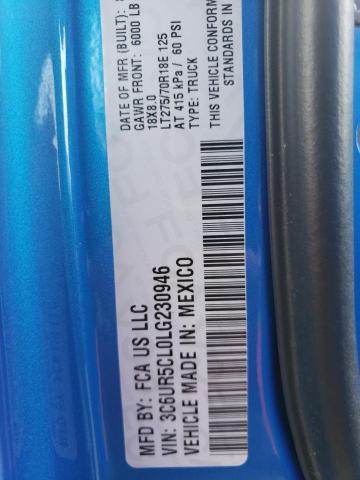 MFD BY: FCA US LLC
VIN: 3C6UR5CL0LG230946
VEHICLE MADE IN: MEXICO
DATE OF MFR (BUILT):
GAWR FRONT: 6000 LB
18X8.0
LT275/70R18E 125
AT 415 kPa / 60 PSI
TYPE: TRUCK
THIS VEHICLE CONFORM
STANDARDS IN